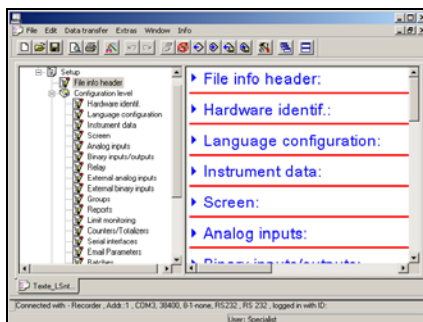 File Edit Data transfer Extras Window Info
Setup
File info header
Configuration level
Hardware identif.
Language configuration
Instrument data
Screen
Analog inputs
Binary inputs/outputs
Relay
External analog inputs
External binary inputs
Groups
Reports
Limit monitoring
Counters/Totalizers
Serial interfaces
Email Parameters
Batches
File info header:
Hardware identif.:
Language configuration:
Instrument data:
Screen:
Analog inputs:
Binary inputs/outputs:
Texte_LSnt...
Connected with - Recorder , Addr.:1 , COM3, 38400, 8-1-none, RS232 , RS 232 , logged in with ID:
User: Specialist